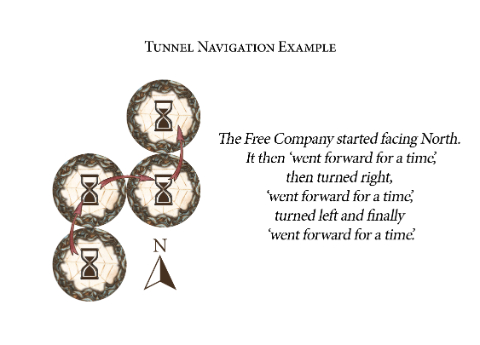 Tunnel Navigation Example
The Free Company started facing North.
It then ‘went forward for a time’,
then turned right,
‘went forward for a time’,
turned left and finally
‘went forward for a time’.
N